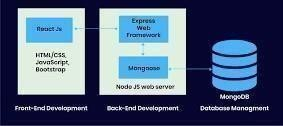 React Js
HTML/CSS,
JavaScript,
Bootstrap
Front-End Development
Express
Web
Framework
Mongoose
Node JS web server
Back-End Development
MongoDB
Database Managment